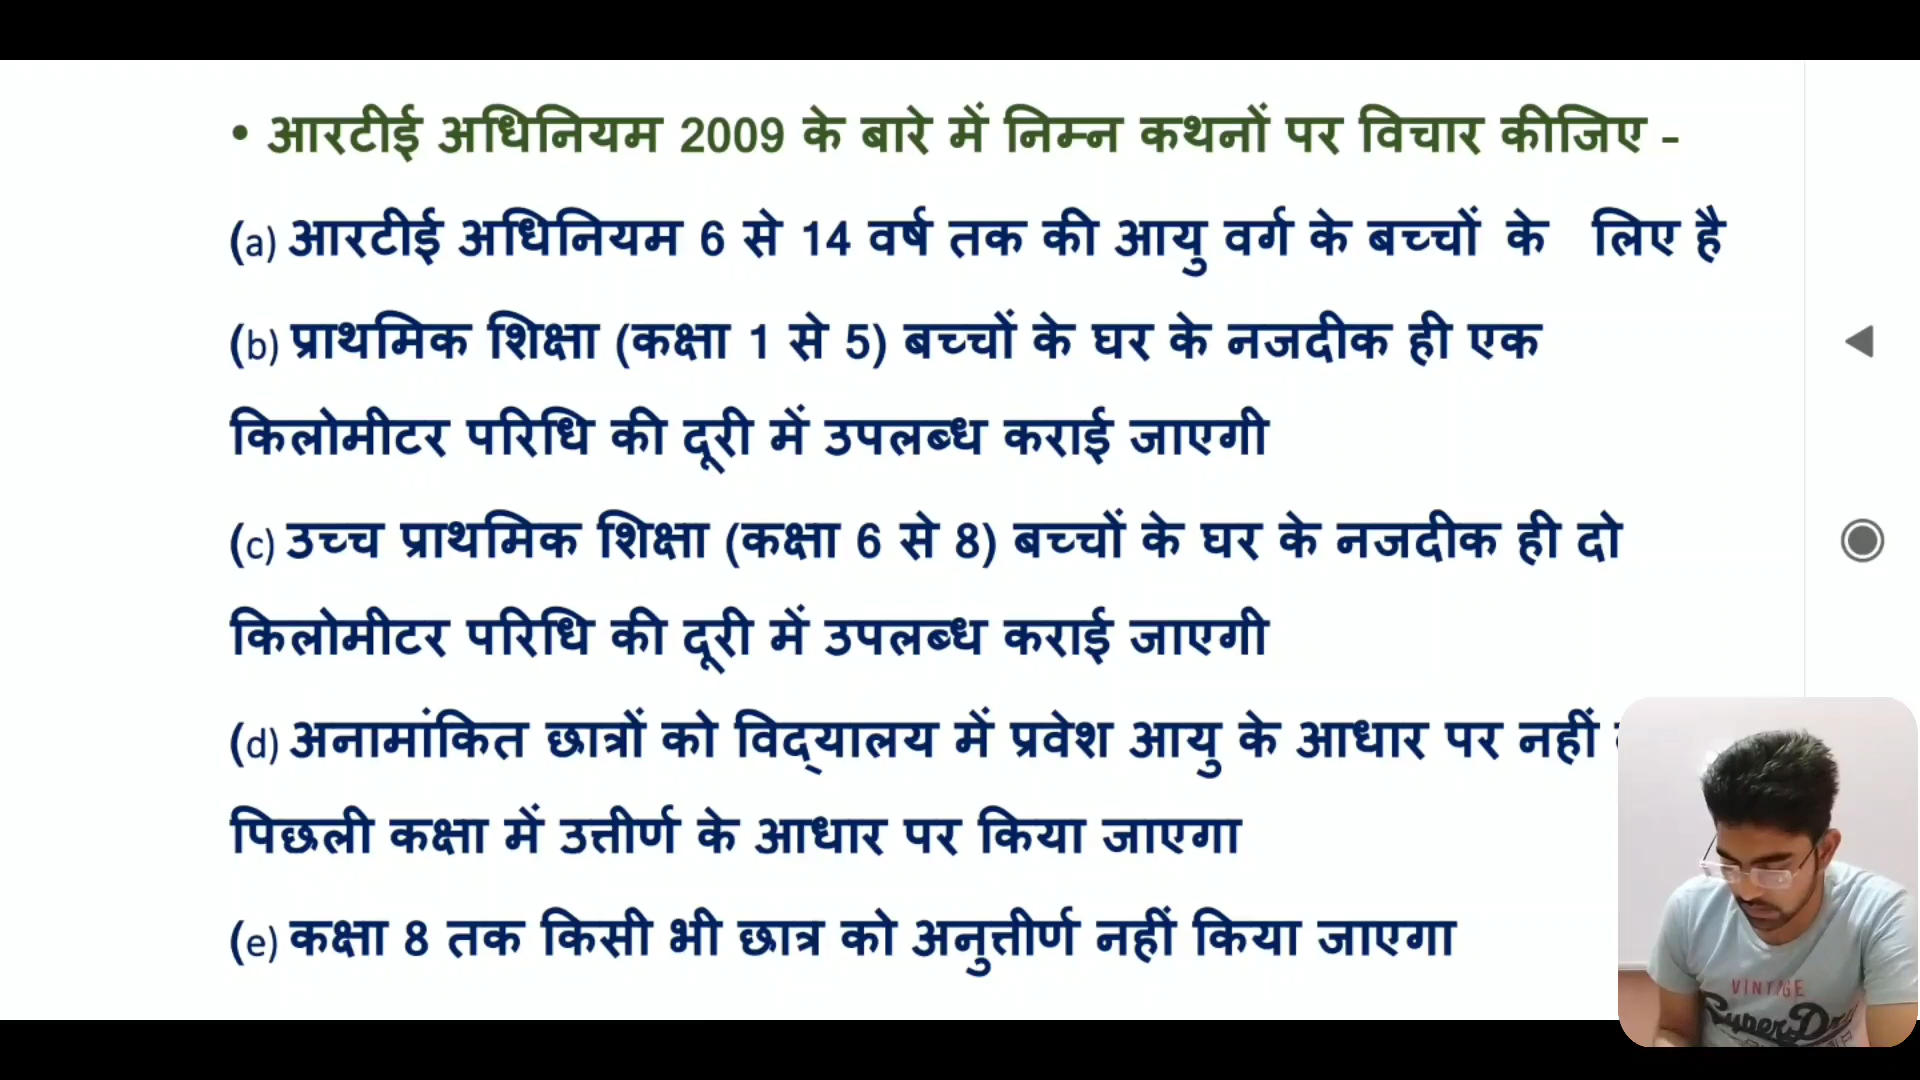 • आरटीई अधिनियम 2009 के बारे में निम्न कथनों पर विचार कीजिए -
(a) आरटीई अधिनियम 6 से 14 वर्ष तक की आयु वर्ग के बच्चों के लिए है
(b) प्राथमिक शिक्षा (कक्षा 1 से 5) बच्चों के घर के नजदीक ही एक
किलोमीटर परिधि की दूरी में उपलब्ध कराई जाएगी
(c) उच्च प्राथमिक शिक्षा (कक्षा 6 से 8) बच्चों के घर के नजदीक ही दो
किलोमीटर परिधि की दूरी में उपलब्ध कराई जाएगी
(d) अनामांकित छात्रों को विद्यालय में प्रवेश आयु के आधार पर नहीं
पिछली कक्षा में उत्तीर्ण के आधार पर किया जाएगा
(e) कक्षा 8 तक किसी भी छात्र को अनुत्तीर्ण नहीं किया जाएगा
VINTAGE